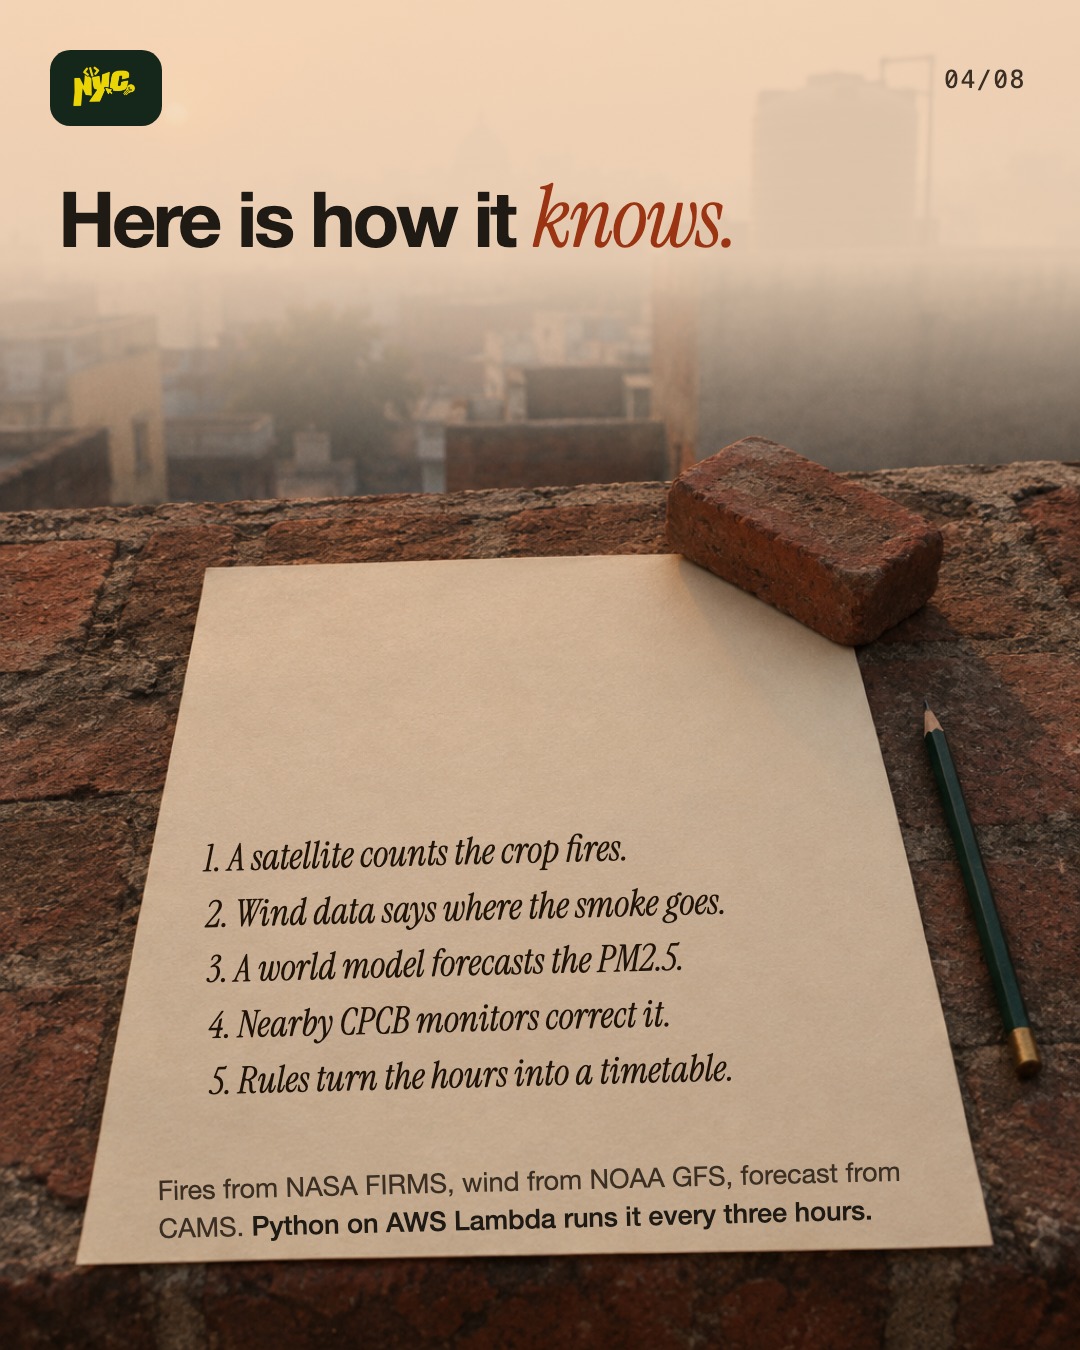 NYC
04/08
Here is how it knows.
1. A satellite counts the crop fires.
2. Wind data says where the smoke goes.
3. A world model forecasts the PM2.5.
4. Nearby CPCB monitors correct it.
5. Rules turn the hours into a timetable.
Fires from NASA FIRMS, wind from NOAA GFS, forecast from
CAMS. Python on AWS Lambda runs it every three hours.